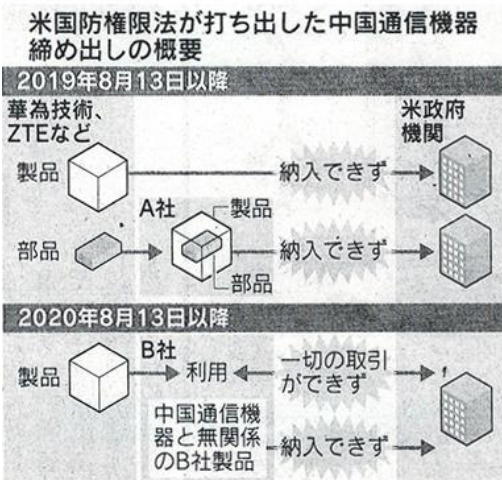 米国防権限法が打ち出した中国通信機器
締め出しの概要
2019年8月13日以降
華為技術、
ZTEなど
米政府
機関
製品
納入できず
A社
製品
部品
納入できず
部品
2020年8月13日以降
B社
製品
利用
一切の取引
ができず
中国通信機
器と無関係
のB社製品
納入できず